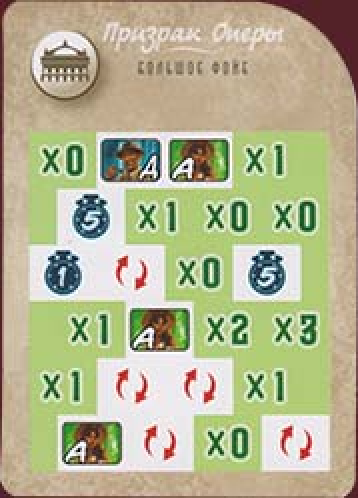 Призрак Оперы
БОЛЬШОЕ ФОЙЕ
X0 Д A. X1
5 X1 X0 X0
1 X0 5
X1 A. X2 X3
X1 X1
A. X0